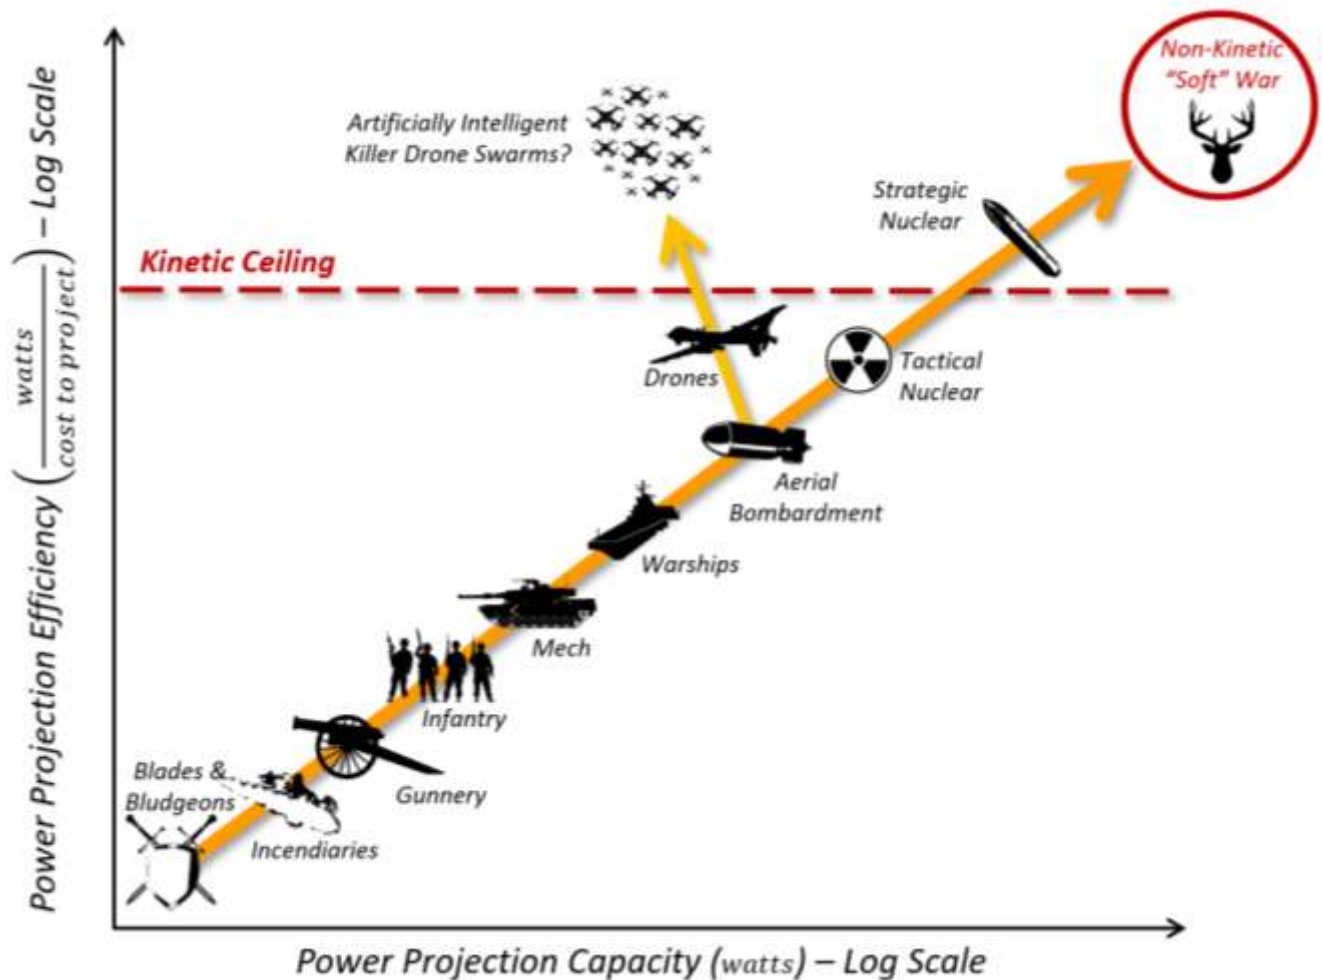 Non-Kinetic
"Soft" War
Artificially Intelligent
Killer Drone Swarms?
Strategic
Nuclear
Kinetic Ceiling
Drones
Tactical
Nuclear
Aerial
Bombardment
Warships
Mech
Infantry
Gunnery
Blades &
Bludgeons
Incendiaries
Power Projection Efficiency (watts / cost to project) – Log Scale
Power Projection Capacity (watts) – Log Scale